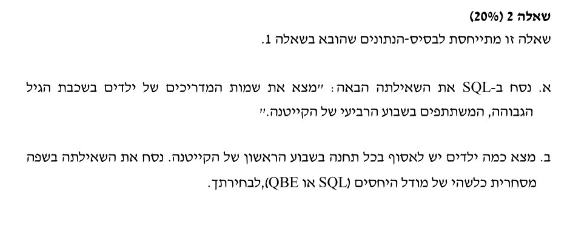 שאלה 2 (20%)
שאלה זו מתייחסת לבסיס-הנתונים שהובא בשאלה 1.
א. נסח ב-SQL את השאילתה הבאה: ״מצא את שמות המדריכים של ילדים בשכבת הגיל
הגבוהה, המשתתפים בשבוע הרביעי של הקייטנה.״
ב. מצא כמה ילדים יש לאסוף בכל תחנה בשבוע הראשון של הקייטנה. נסח את השאילתה בשפה
מסחרית כלשהי של מודל היחסים (SQL או QBE),לבחירתך.